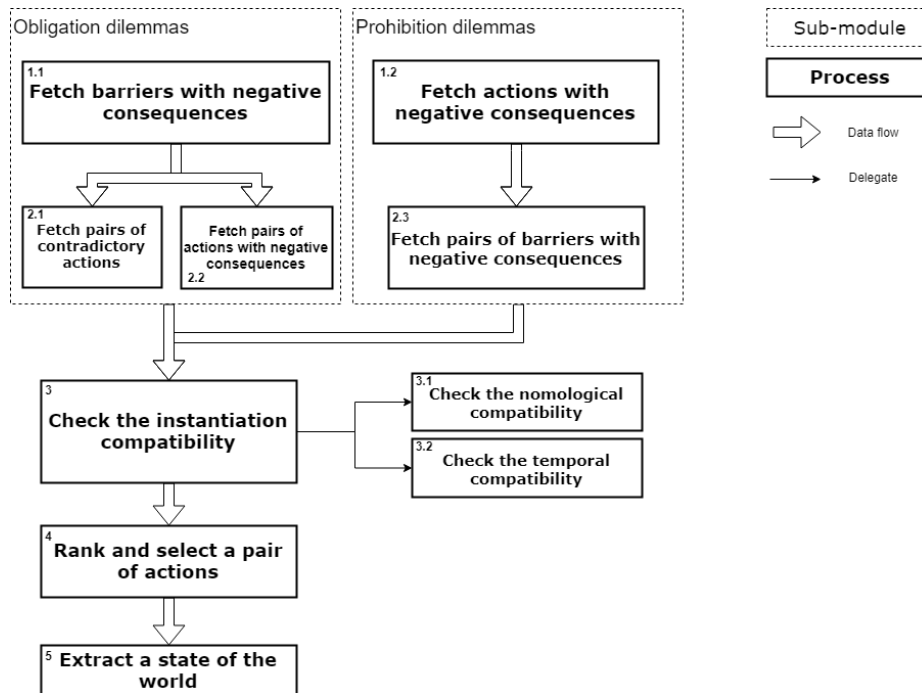 Obligation dilemmas
1.1
Fetch barriers with negative
consequences
2.1
Fetch pairs of
contradictory
actions
Fetch pairs of
actions with negative
consequences
2.2
Prohibition dilemmas
1.2
Fetch actions with
negative consequences
2.3
Fetch pairs of barriers with
negative consequences
3
Check the instantiation
compatibility
3.1
Check the nomological
compatibility
3.2
Check the temporal
compatibility
4
Rank and select a pair
of actions
5
Extract a state of the
world
Sub-module
Process
Data flow
Delegate